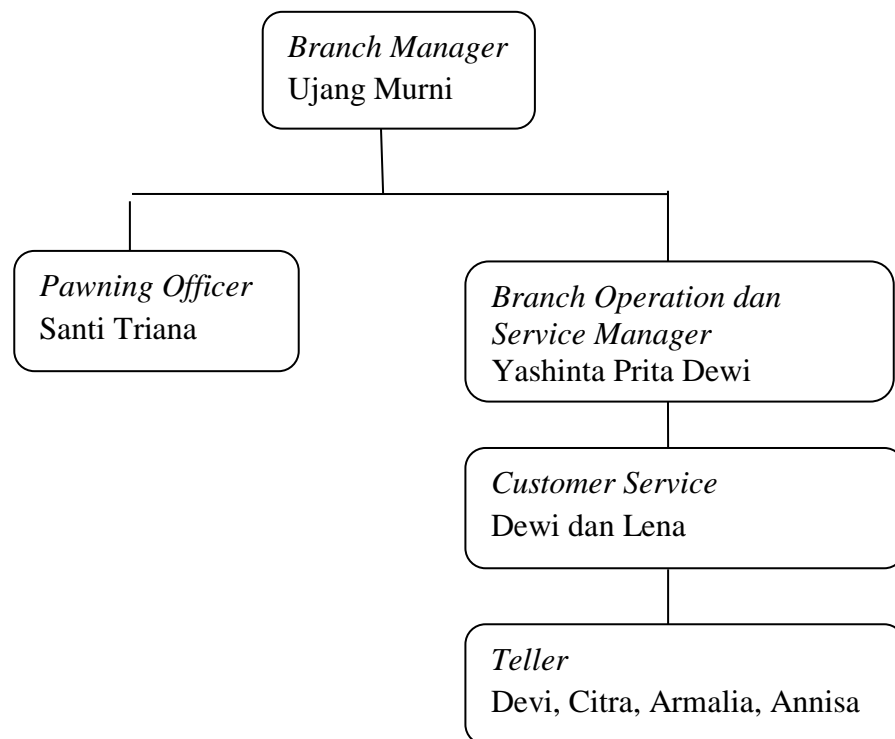 Branch Manager
Ujang Murni
Pawning Officer
Santi Triana
Branch Operation dan
Service Manager
Yashinta Prita Dewi
Customer Service
Dewi dan Lena
Teller
Devi, Citra, Armalia, Annisa